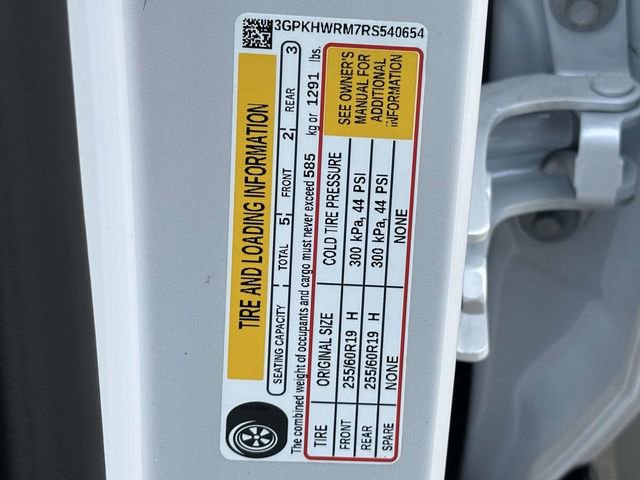 3GPKHWRM7RS540654
TIRE AND LOADING INFORMATION
SEATING CAPACITY TOTAL 5 FRONT 2 REAR 3
The combined weight of occupants and cargo must never exceed 585 kg or 1291 lbs.
TIRE ORIGINAL SIZE COLD TIRE PRESSURE
FRONT 255/60R19 H 300 kPa, 44 PSI
REAR 255/60R19 H 300 kPa, 44 PSI
SPARE NONE NONE
SEE OWNER'S
MANUAL FOR
ADDITIONAL
INFORMATION